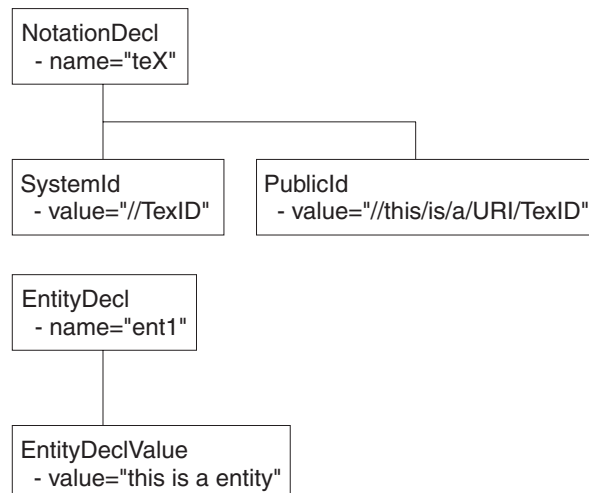 NotationDecl
- name="teX"
SystemId
- value="//TexID"
PublicId
- value="//this/is/a/URI/TexID"
EntityDecl
- name="ent1"
EntityDeclValue
- value="this is a entity"